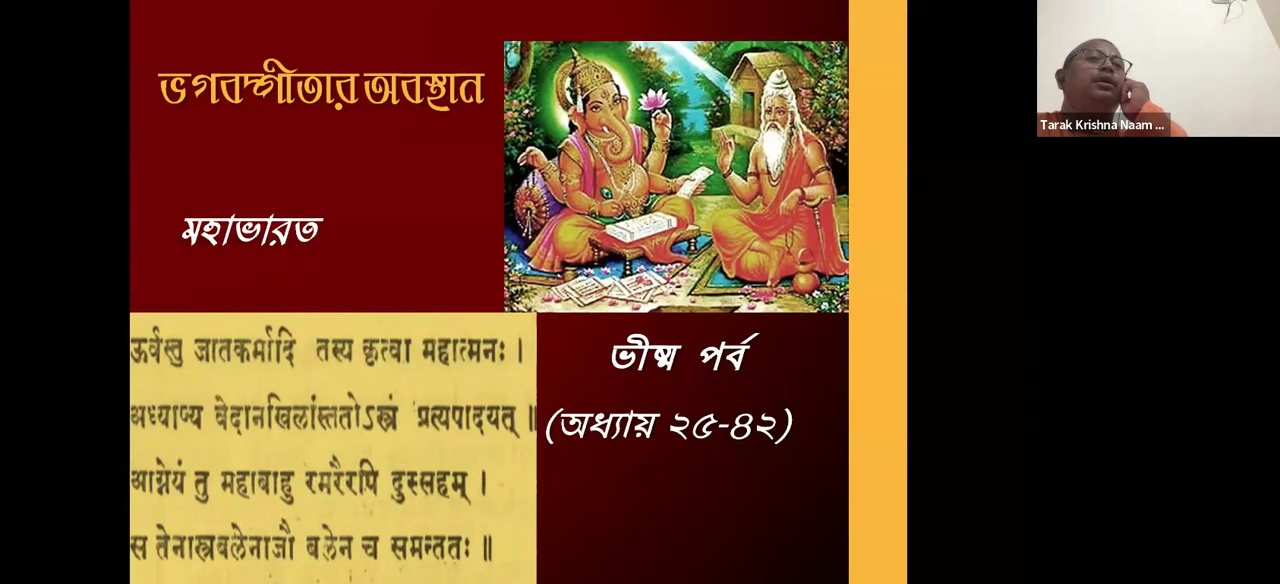 ভগবদ্গীতার অবস্থান
মহাভারত
ऊर्वस्तु जातकर्मादि तस्य कृत्वा महात्मनः ।
अध्याप्य वेदानखिलांस्ततोऽस्त्रं प्रत्यपादयत् ॥
आग्नेयं तु महाबाहु रमरैरपि दुस्सहम् ।
स तेनास्त्रबलेनाजौ बलेन च समन्ततः ॥
ভীষ্ম পর্ব
(অধ্যায় ২৫-৪২)
Tarak Krishna Naam ...